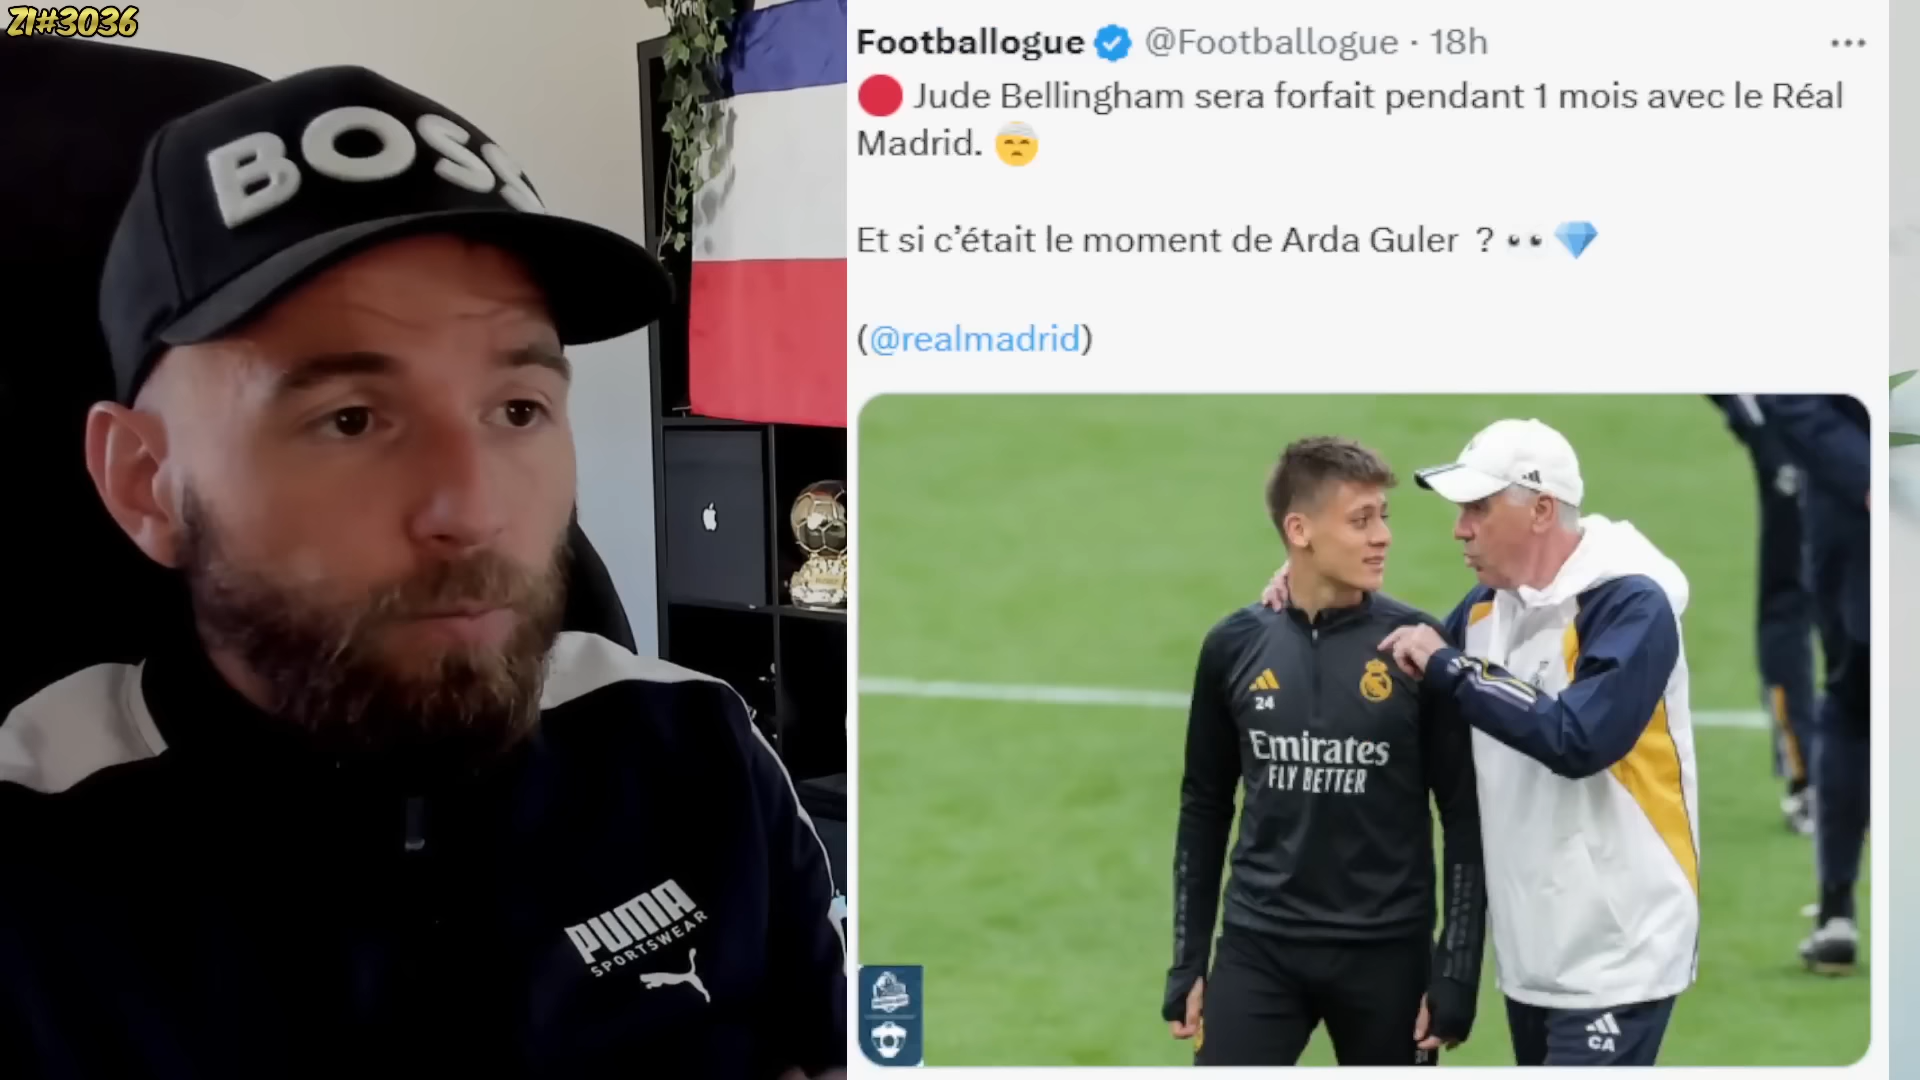 ZI#3036
BOSS
PUMA
SPORTSWEAR
Footballogue @Footballogue · 18h
Jude Bellingham sera forfait pendant 1 mois avec le Réal
Madrid.
Et si c’était le moment de Arda Guler ?
(@realmadrid)
24
Emirates
FLY BETTER
CA